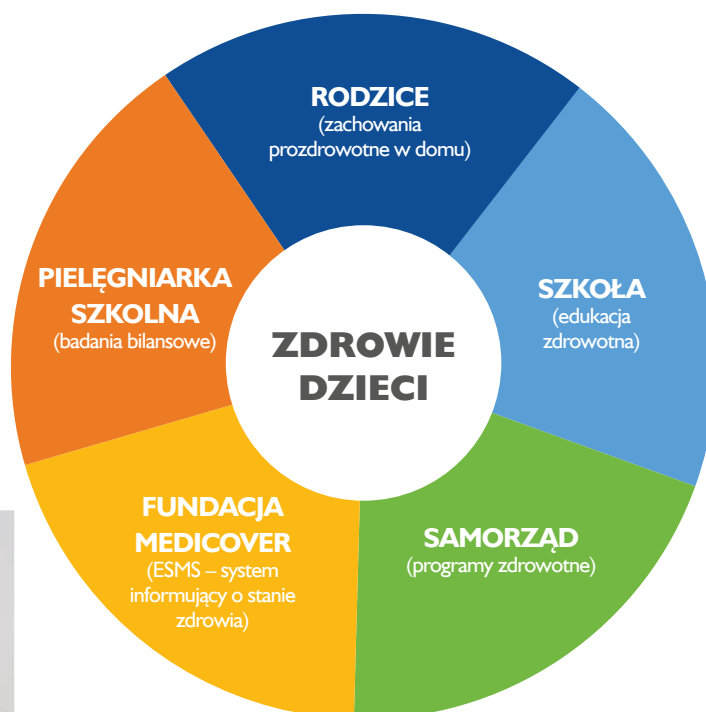 RODZICE
(zachowania
prozdrowotne w domu)
PIELĘGNIARKA
SZKOLNA
(badania bilansowe)
SZKOŁA
(edukacja
zdrowotna)
ZDROWIE
DZIECI
FUNDACJA
MEDICOVER
(ESMS – system
informujący o stanie
zdrowia)
SAMORZĄD
(programy zdrowotne)